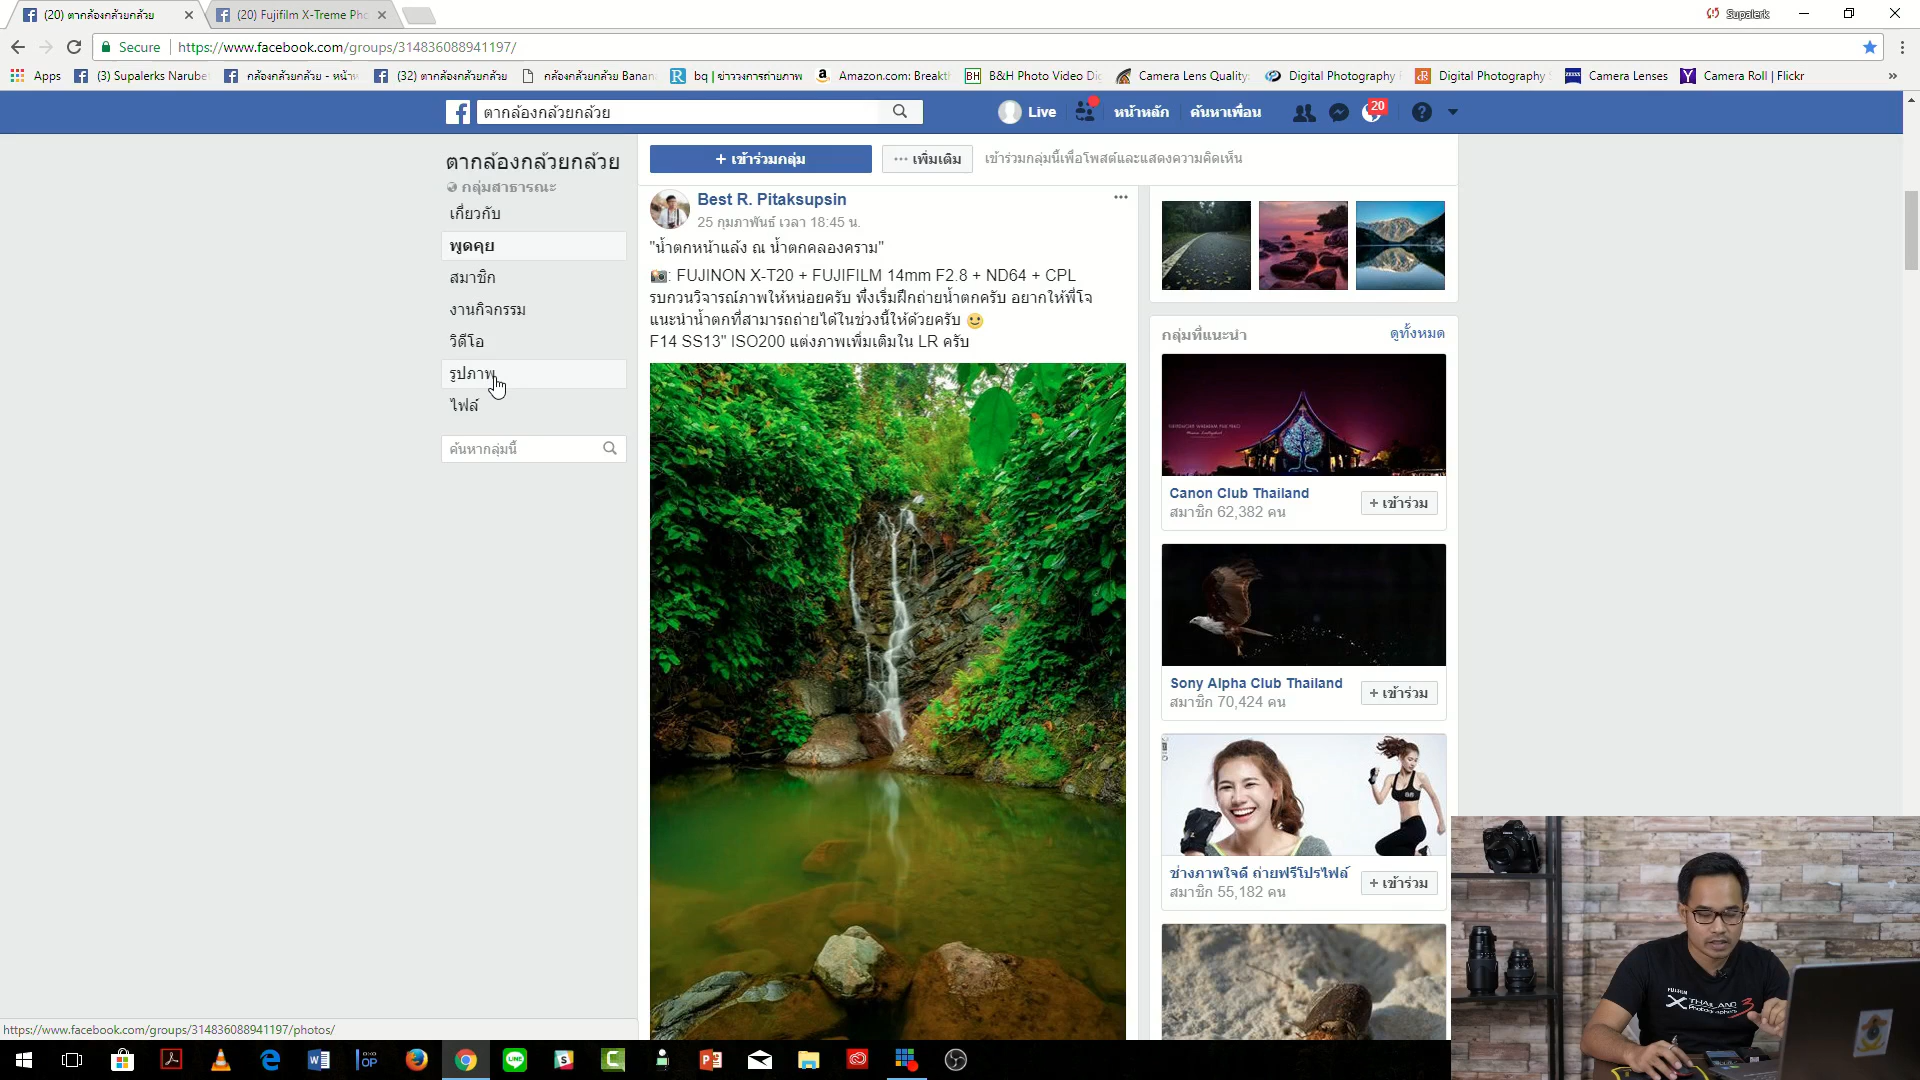 (20) ตากล้องกล้วยกล้วย
(20) Fujifilm X-Treme Pho
Supalerk
Secure
https://www.facebook.com/groups/314836088941197/
Apps
(3) Supalerks Narube
กล้องกล้วยกล้วย - หน้า
(32) ตากล้องกล้วยกล้วย
กล้องกล้วยกล้วย Banan
bq | ข่าววงการถ่ายภาพ
Amazon.com: Breakt
B&H Photo Video Di
Camera Lens Quality:
Digital Photography
Digital Photography
Camera Lenses
Camera Roll | Flickr
ตากล้องกล้วยกล้วย
Live
หน้าหลัก
ค้นหาเพื่อน
20
ตากล้องกล้วยกล้วย
กลุ่มสาธารณะ
เกี่ยวกับ
พูดคุย
สมาชิก
งานกิจกรรม
วิดีโอ
รูปภาพ
ไฟล์
ค้นหากลุ่มนี้
+ เข้าร่วมกลุ่ม
··· เพิ่มเติม
เข้าร่วมกลุ่มนี้เพื่อโพสต์และแสดงความคิดเห็น
Best R. Pitaksupsin
25 กุมภาพันธ์ เวลา 18:45 น.
"น้ำตกหน้าแล้ง ณ น้ำตกคลองคราม"
📷: FUJINON X-T20 + FUJIFILM 14mm F2.8 + ND64 + CPL
รบกวนวิจารณ์ภาพให้หน่อยครับ พึ่งเริ่มฝึกถ่ายน้ำตกครับ อยากให้พี่โจ
แนะนำน้ำตกที่สามารถถ่ายได้ในช่วงนี้ให้ด้วยครับ 🙂
F14 SS13" ISO200 แต่งภาพเพิ่มเติมใน LR ครับ
กลุ่มที่แนะนำ
ดูทั้งหมด
Canon Club Thailand
สมาชิก 62,382 คน
+ เข้าร่วม
Sony Alpha Club Thailand
สมาชิก 70,424 คน
+ เข้าร่วม
ช่างภาพใจดี ถ่ายฟรีโปรไฟล์
สมาชิก 55,182 คน
+ เข้าร่วม
https://www.facebook.com/groups/314836088941197/photos/
X THAILAND 3
Photographers